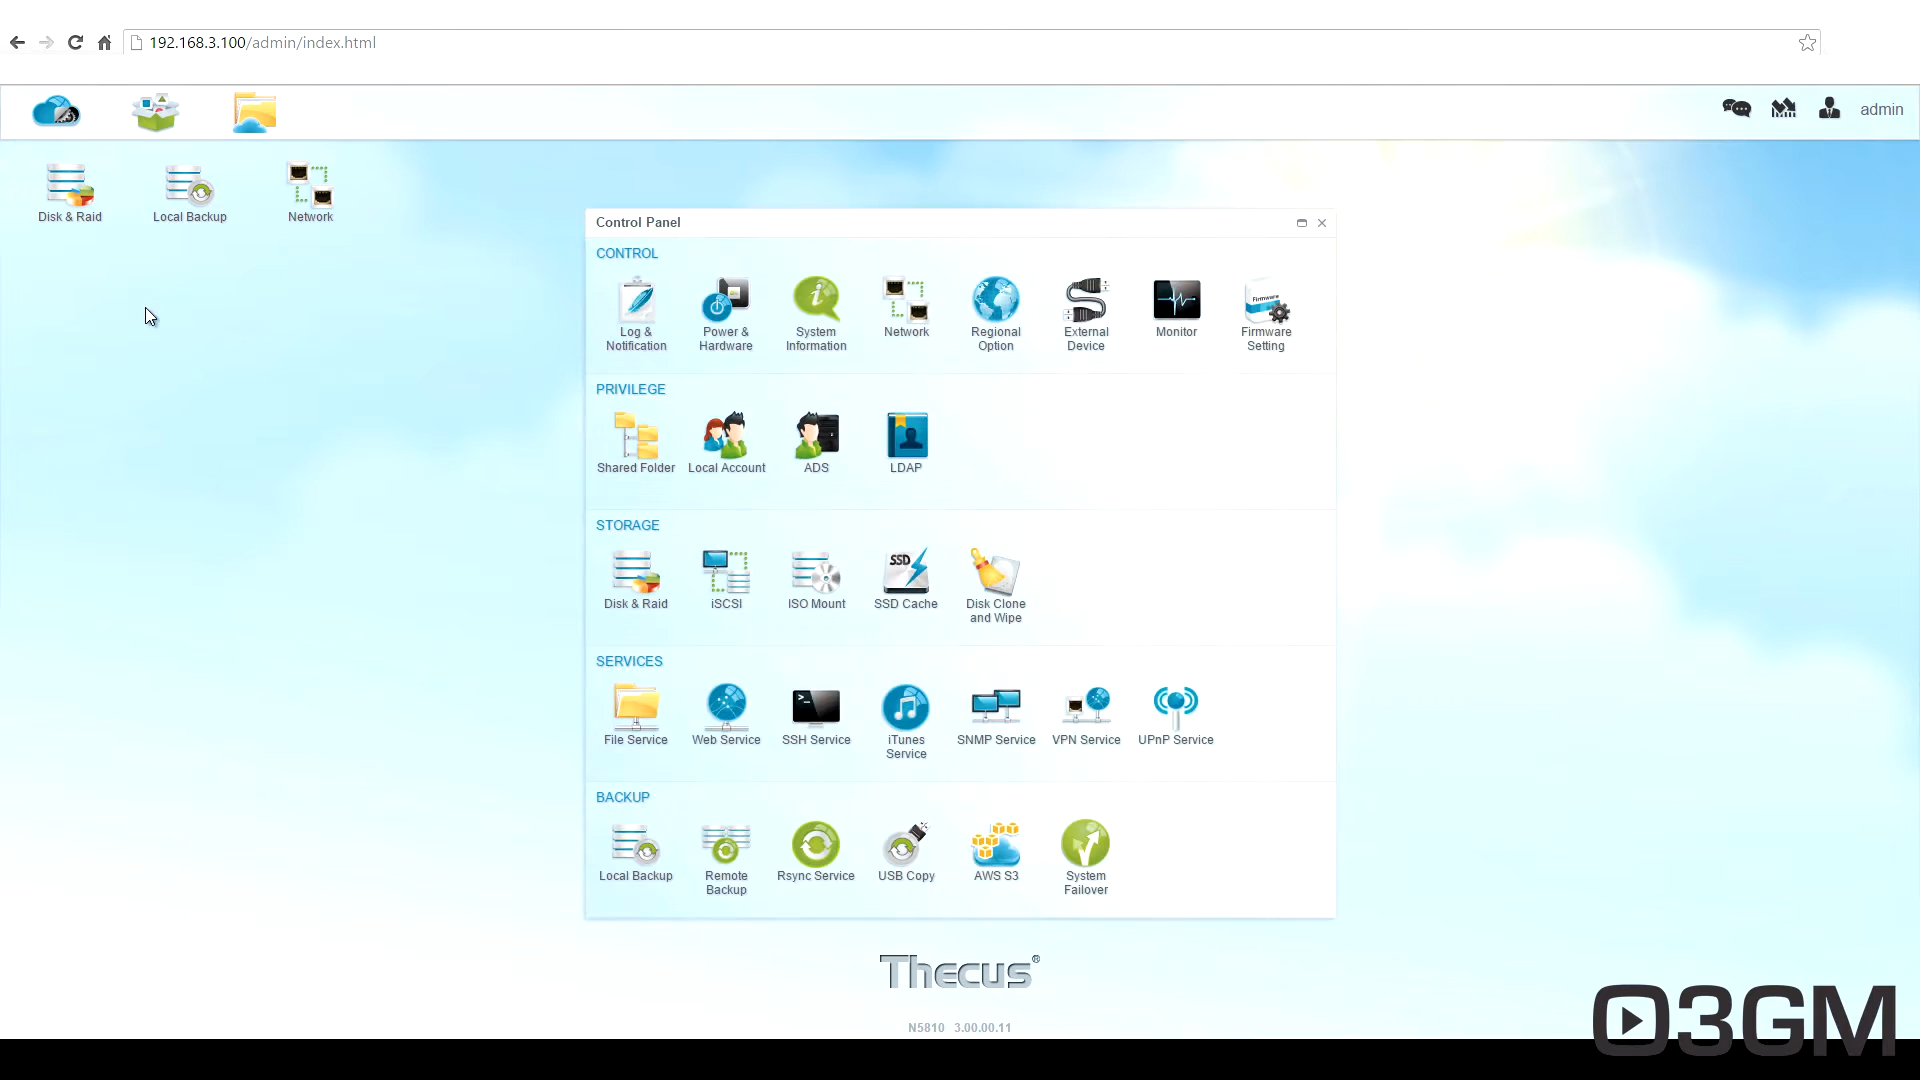 192.168.3.100/admin/index.html
admin
Disk & Raid
Local Backup
Network
Control Panel
CONTROL
Log & Notification
Power & Hardware
System Information
Network
Regional Option
External Device
Monitor
Firmware
Firmware Setting
PRIVILEGE
Shared Folder
Local Account
ADS
LDAP
STORAGE
Disk & Raid
iSCSI
ISO Mount
SSD
SSD Cache
Disk Clone and Wipe
SERVICES
File Service
Web Service
>_
SSH Service
iTunes Service
SNMP Service
VPN Service
UPnP Service
BACKUP
Local Backup
Remote Backup
Rsync Service
USB Copy
AWS S3
System Failover
Thecus®
N5810 3.00.00.11
O3GM